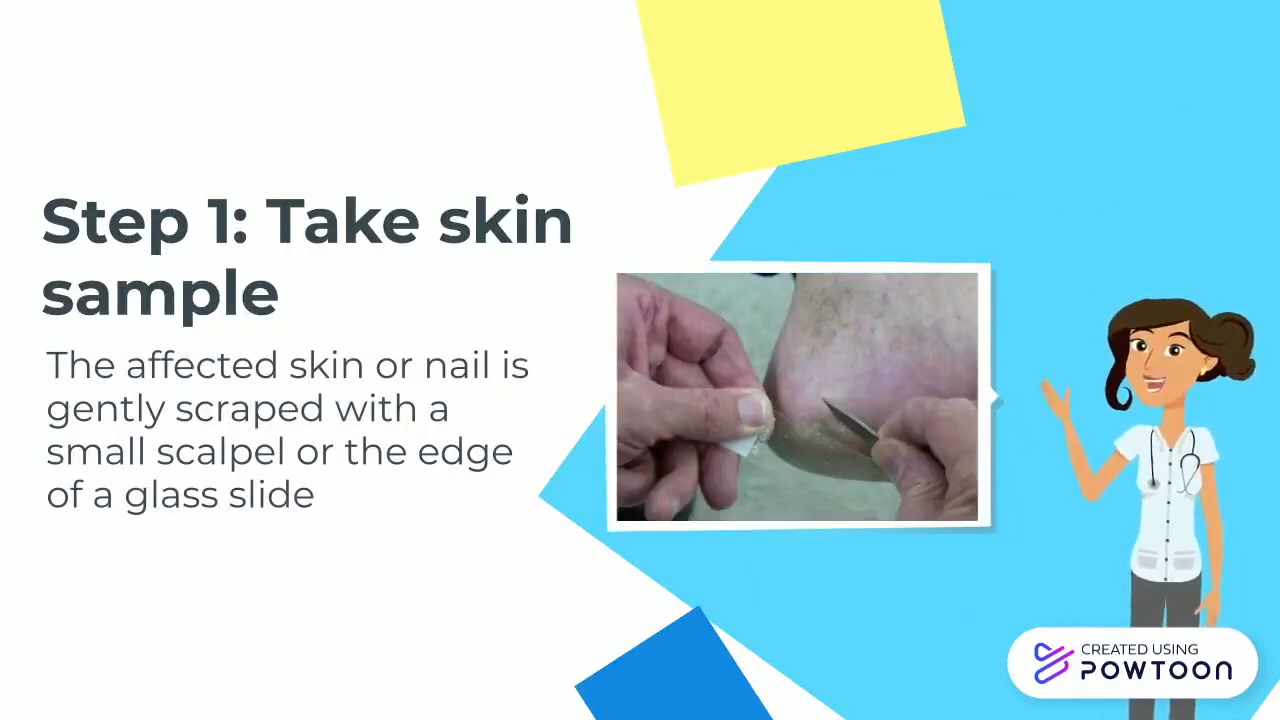 Step 1: Take skin
sample
The affected skin or nail is
gently scraped with a
small scalpel or the edge
of a glass slide
CREATED USING
POWTOON